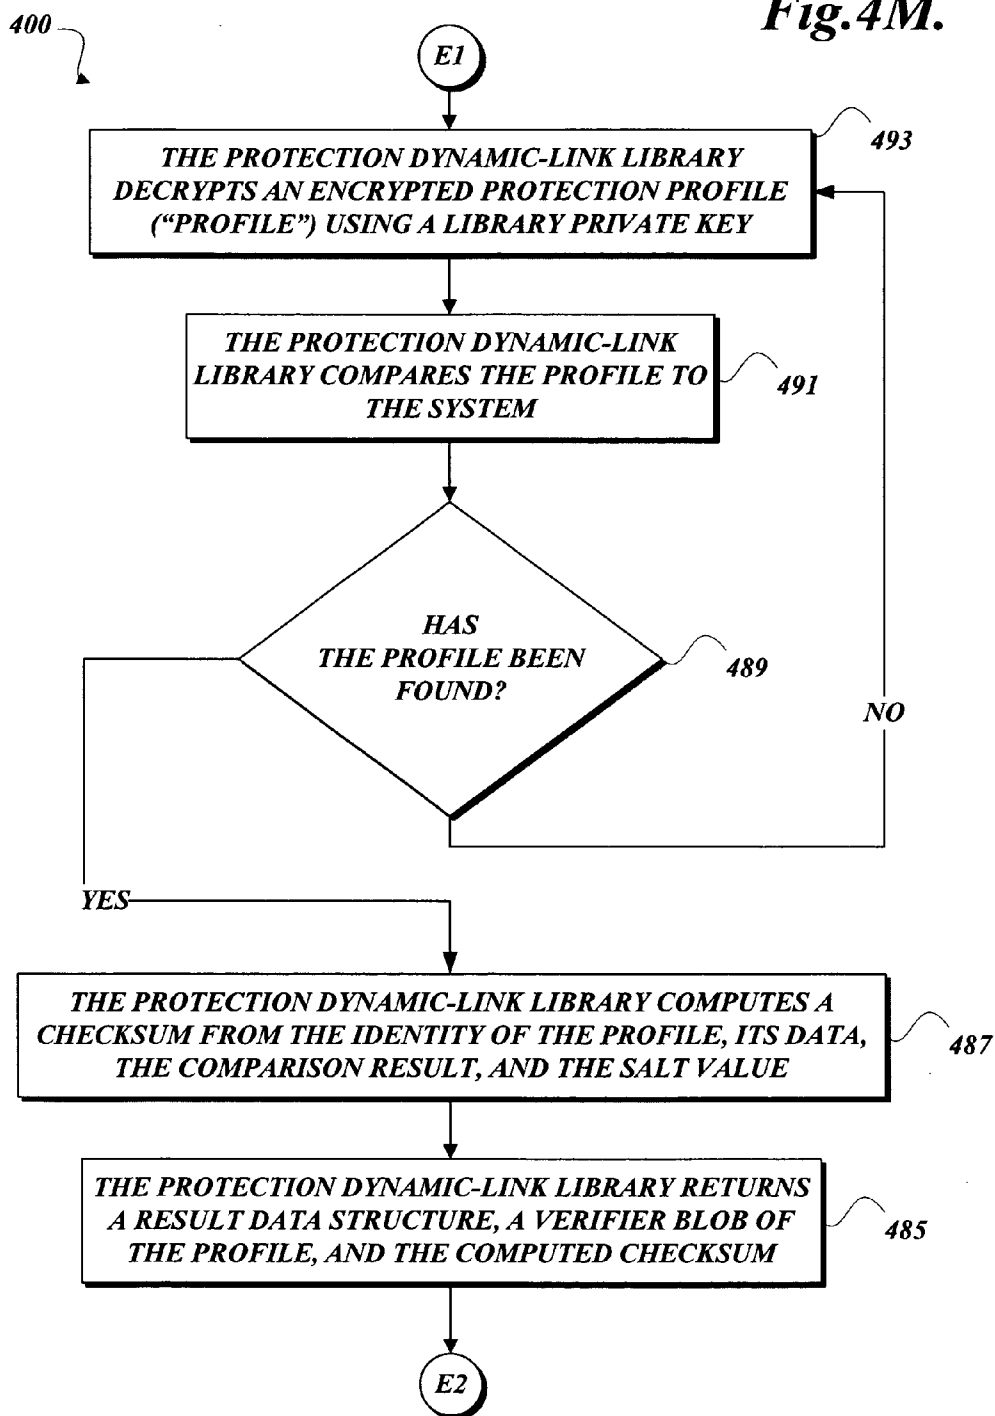 400
Fig.4M.
E1
493
THE PROTECTION DYNAMIC-LINK LIBRARY
DECRYPTS AN ENCRYPTED PROTECTION PROFILE
(“PROFILE”) USING A LIBRARY PRIVATE KEY
THE PROTECTION DYNAMIC-LINK
LIBRARY COMPARES THE PROFILE TO
THE SYSTEM
491
HAS
THE PROFILE BEEN
FOUND?
489
NO
YES
THE PROTECTION DYNAMIC-LINK LIBRARY COMPUTES A
CHECKSUM FROM THE IDENTITY OF THE PROFILE, ITS DATA,
THE COMPARISON RESULT, AND THE SALT VALUE
487
THE PROTECTION DYNAMIC-LINK LIBRARY RETURNS
A RESULT DATA STRUCTURE, A VERIFIER BLOB OF
THE PROFILE, AND THE COMPUTED CHECKSUM
485
E2